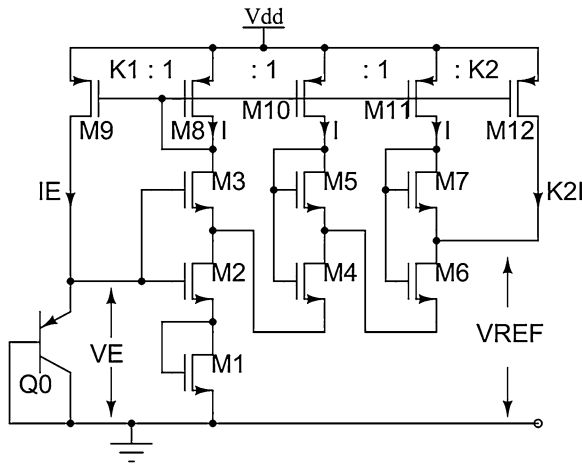 Vdd
K1 : 1 : 1 : 1 : K2
M9 M8 M10 M11 M12
I I I
M3 M5 M7
IE K2I
M2 M4 M6
VE VREF
Q0 M1